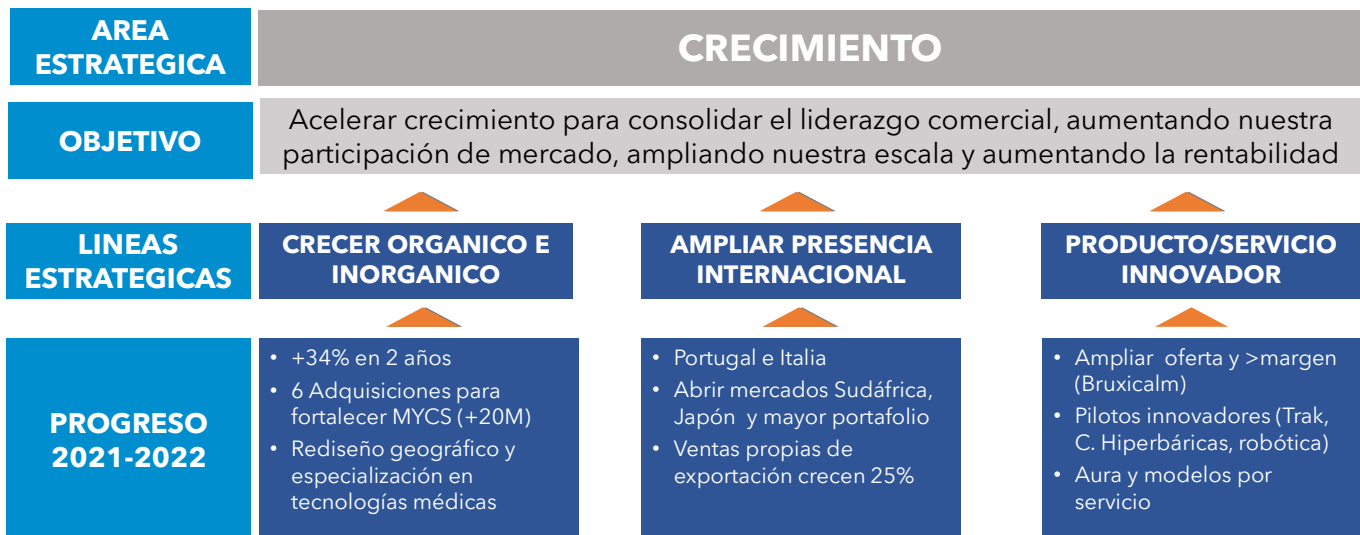 AREA
ESTRATEGICA
CRECIMIENTO
OBJETIVO
Acelerar crecimiento para consolidar el liderazgo comercial, aumentando nuestra
participación de mercado, ampliando nuestra escala y aumentando la rentabilidad
LINEAS
ESTRATEGICAS
CRECER ORGANICO E
INORGANICO
AMPLIAR PRESENCIA
INTERNACIONAL
PRODUCTO/SERVICIO
INNOVADOR
PROGRESO
2021-2022
• +34% en 2 años
• 6 Adquisiciones para
fortalecer MYCS (+20M)
• Rediseño geográfico y
especialización en
tecnologías médicas
• Portugal e Italia
• Abrir mercados Sudáfrica,
Japón y mayor portafolio
• Ventas propias de
exportación crecen 25%
• Ampliar oferta y >margen
(Bruxicalm)
• Pilotos innovadores (Trak,
C. Hiperbáricas, robótica)
• Aura y modelos por
servicio